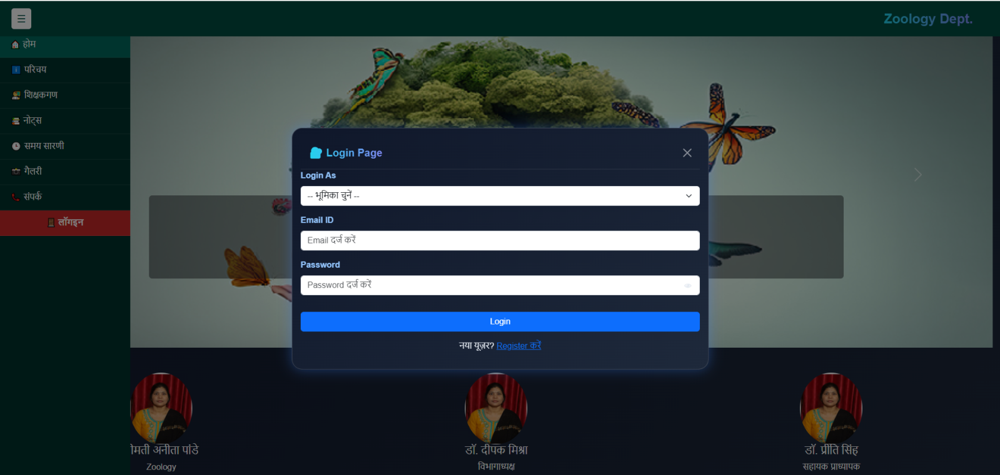 Zoology Dept.
होम
परिचय
शिक्षकगण
नोट्स
समय सारणी
गैलरी
संपर्क
लॉगइन
Login Page
Login As
-- भूमिका चुनें --
Email ID
Email दर्ज करें
Password
Password दर्ज करें
Login
नया यूज़र? Register करें
अनीता पांडे
Zoology
डॉ. दीपक मिश्रा
विभागाध्यक्ष
डॉ. प्रीति सिंह
सहायक प्राध्यापक